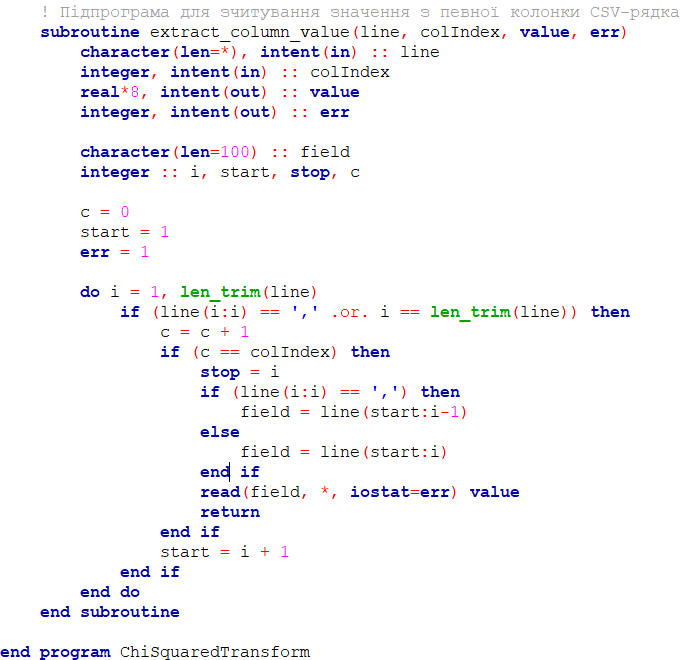 ! Підпрограма для зчитування значення з певної колонки CSV-рядка
subroutine extract_column_value(line, colIndex, value, err)
character(len=*), intent(in) :: line
integer, intent(in) :: colIndex
real*8, intent(out) :: value
integer, intent(out) :: err
character(len=100) :: field
integer :: i, start, stop, c
c = 0
start = 1
err = 1
do i = 1, len_trim(line)
if (line(i:i) == ',' .or. i == len_trim(line)) then
c = c + 1
if (c == colIndex) then
stop = i
if (line(i:i) == ',') then
field = line(start:i-1)
else
field = line(start:i)
end if
read(field, *, iostat=err) value
return
end if
start = i + 1
end if
end do
end subroutine
end program ChiSquaredTransform